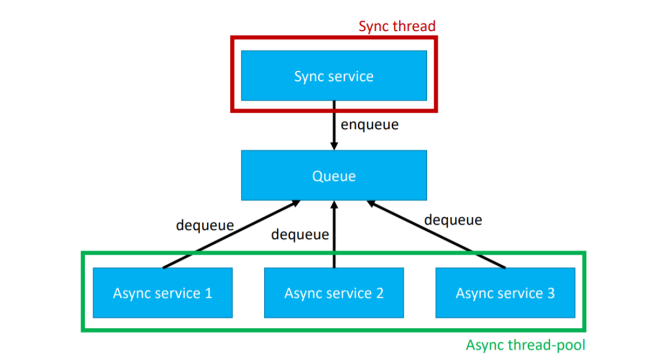 Sync thread
Sync service
enqueue
Queue
dequeue
dequeue
dequeue
Async service 1
Async service 2
Async service 3
Async thread-pool